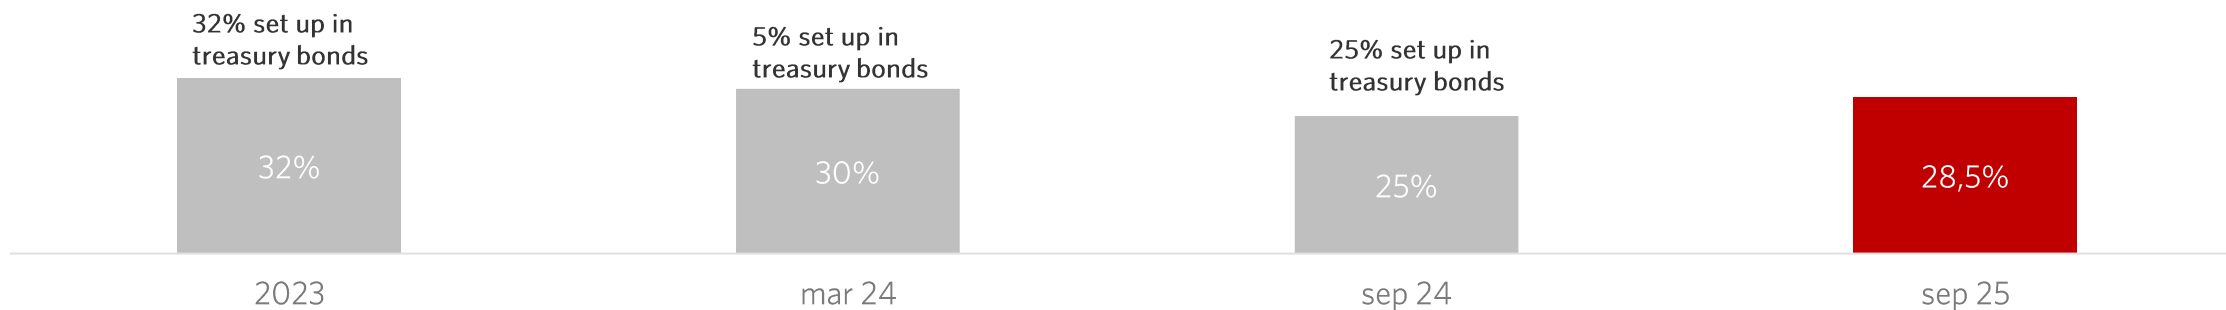 32% set up in
treasury bonds
5% set up in
treasury bonds
25% set up in
treasury bonds
32%
30%
25%
28,5%
2023
mar 24
sep 24
sep 25